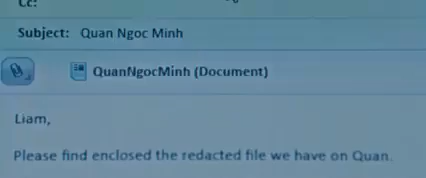 Cc:
Subject: Quan Ngoc Minh
QuanNgocMinh (Document)
Liam,
Please find enclosed the redacted file we have on Quan.